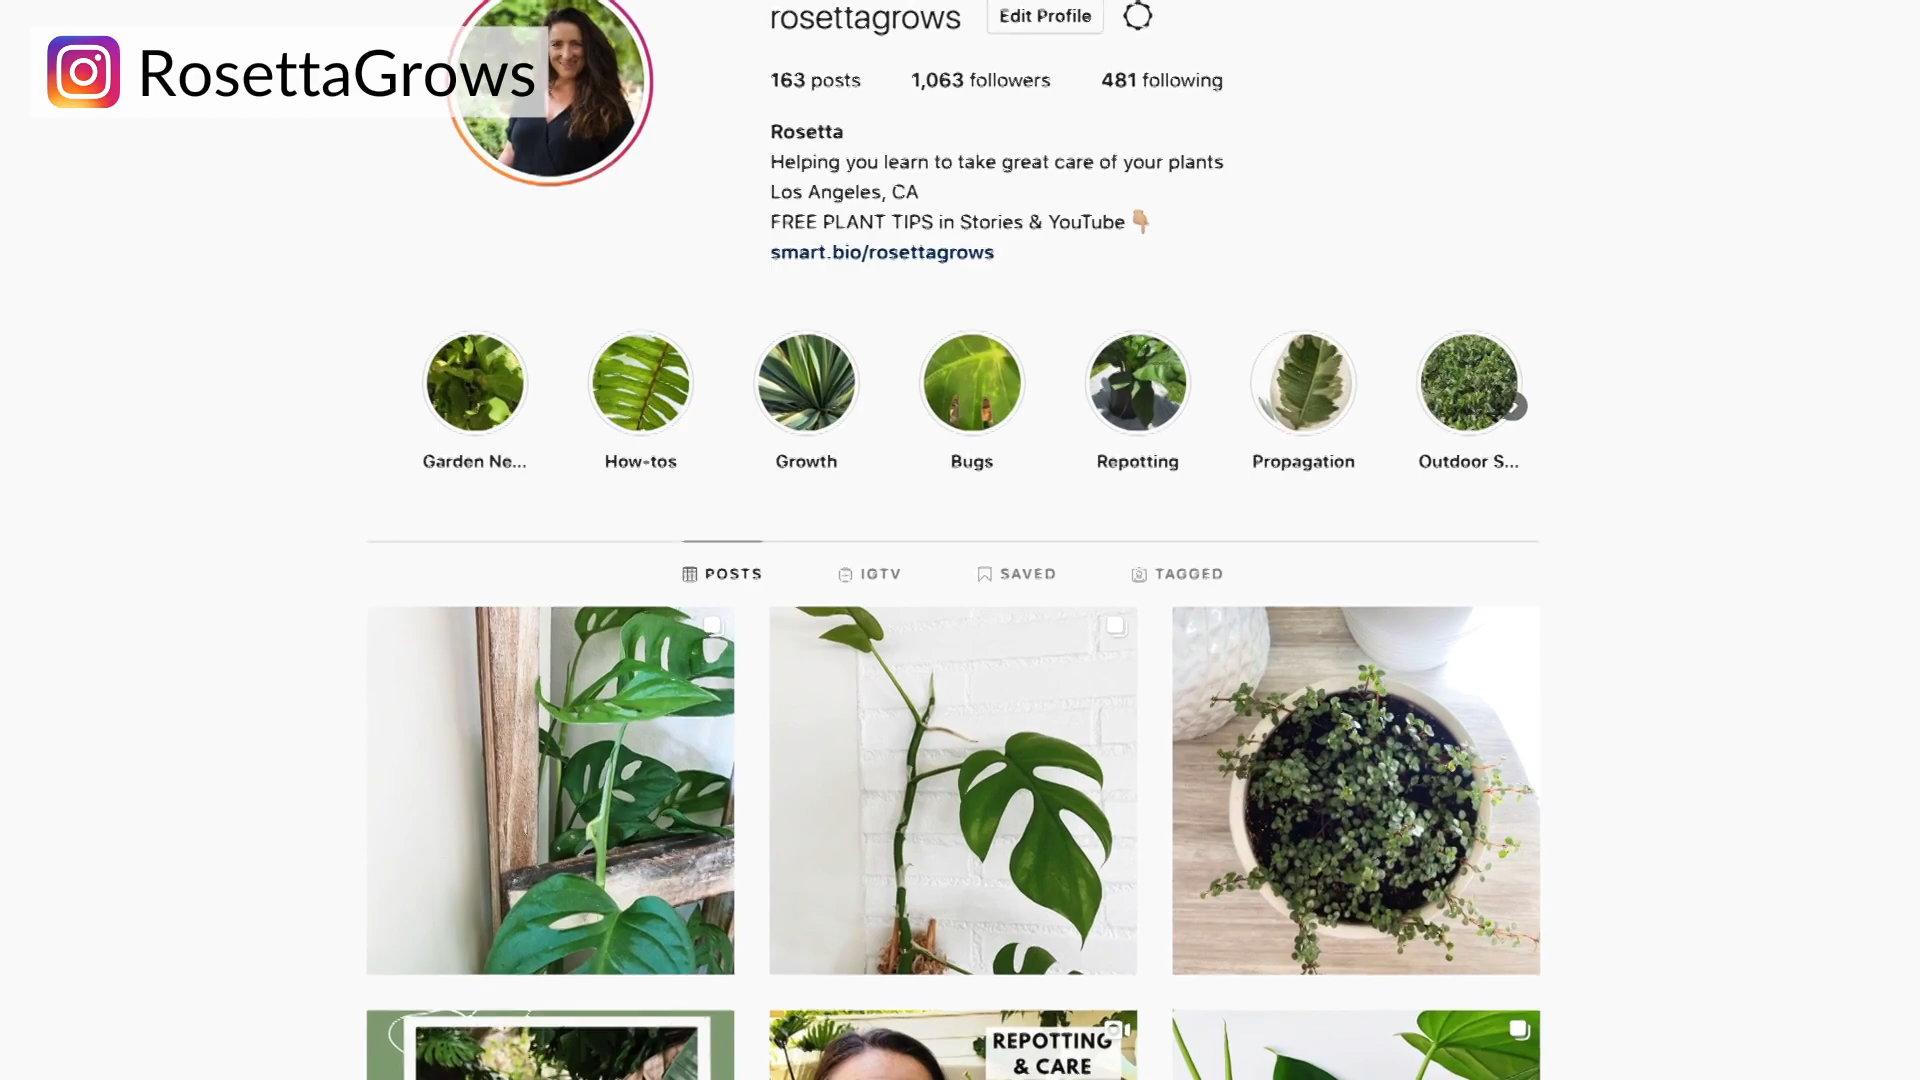 RosettaGrows
rosettagrows
Edit Profile
163 posts
1,063 followers
481 following
Rosetta
Helping you learn to take great care of your plants
Los Angeles, CA
FREE PLANT TIPS in Stories & YouTube 👇🏼
smart.bio/rosettagrows
Garden Ne...
How-tos
Growth
Bugs
Repotting
Propagation
Outdoor S...
POSTS
IGTV
SAVED
TAGGED
REPOTTING
& CARE